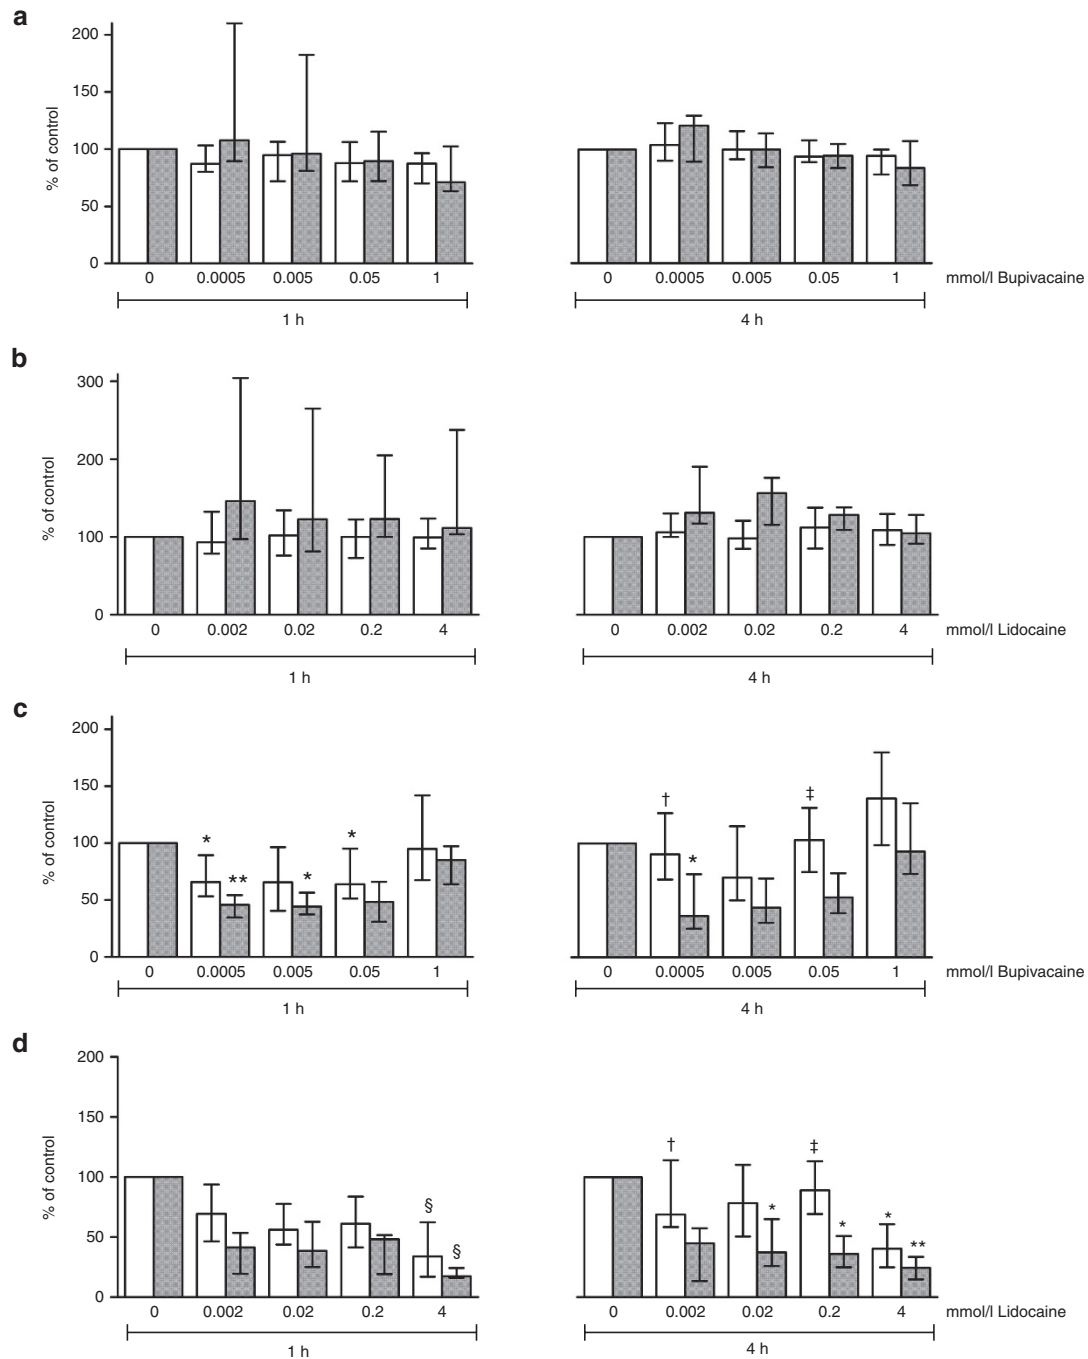 a
200
150
100
50
0
% of control
0 0.0005 0.005 0.05 1
1 h
0 0.0005 0.005 0.05 1 mmol/l Bupivacaine
4 h
b
300
200
100
0
% of control
0 0.002 0.02 0.2 4
1 h
0 0.002 0.02 0.2 4 mmol/l Lidocaine
4 h
c
200
150
100
50
0
% of control
* ** * *
0 0.0005 0.005 0.05 1
1 h
† * ‡
0 0.0005 0.005 0.05 1 mmol/l Bupivacaine
4 h
d
200
150
100
50
0
% of control
§ §
0 0.002 0.02 0.2 4
1 h
† * ‡ * * **
0 0.002 0.02 0.2 4 mmol/l Lidocaine
4 h